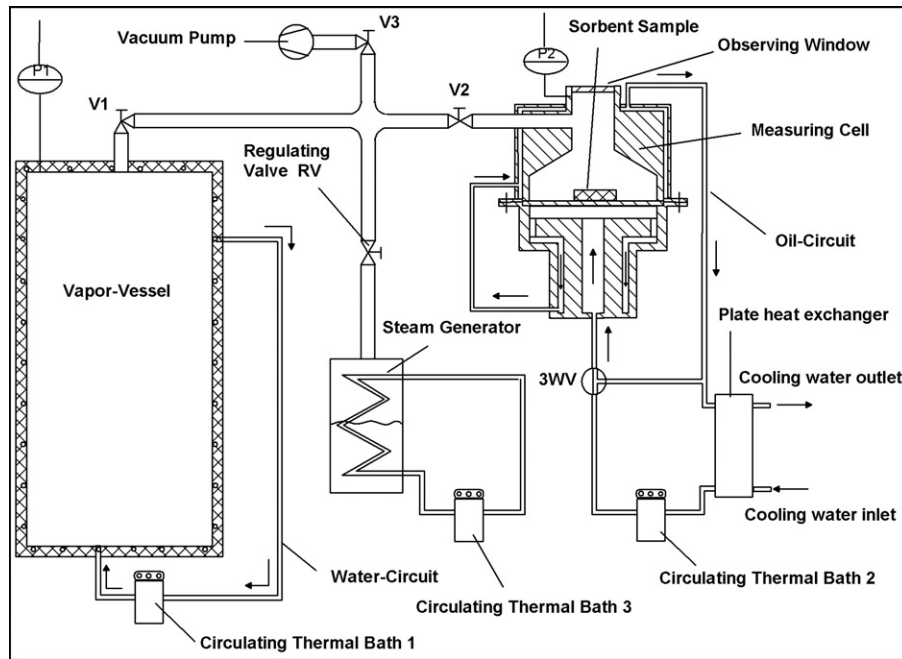 V3
Vacuum Pump
Sorbent Sample
Observing Window
P1
P2
V1
V2
Measuring Cell
Regulating
Valve RV
Oil-Circuit
Vapor-Vessel
Plate heat exchanger
Steam Generator
3WV
Cooling water outlet
Cooling water inlet
Water-Circuit
Circulating Thermal Bath 2
Circulating Thermal Bath 3
Circulating Thermal Bath 1